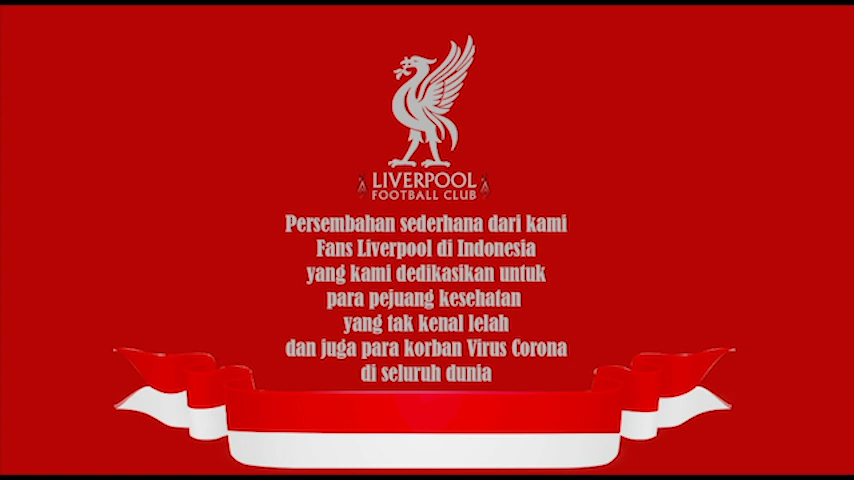 LIVERPOOL
FOOTBALL CLUB
Persembahan sederhana dari kami
Fans Liverpool di Indonesia
yang kami dedikasikan untuk
para pejuang kesehatan
yang tak kenal lelah
dan juga para korban Virus Corona
di seluruh dunia